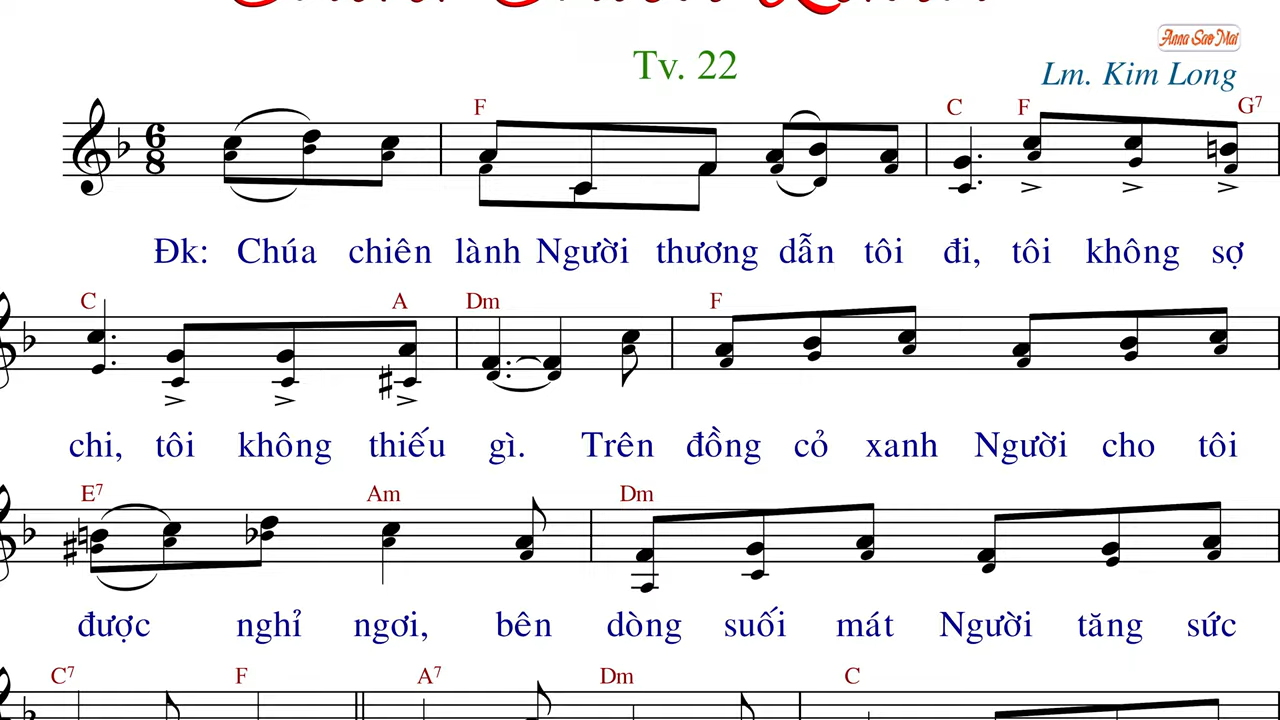 Anna Sao Mai
Tv. 22
Lm. Kim Long
F C F G7
6
8
Đk: Chúa chiên lành Người thương dẫn tôi đi, tôi không sợ
C A Dm F
chi, tôi không thiếu gì. Trên đồng cỏ xanh Người cho tôi
E7 Am Dm
được nghỉ ngơi, bên dòng suối mát Người tăng sức
C7 F A7 Dm C